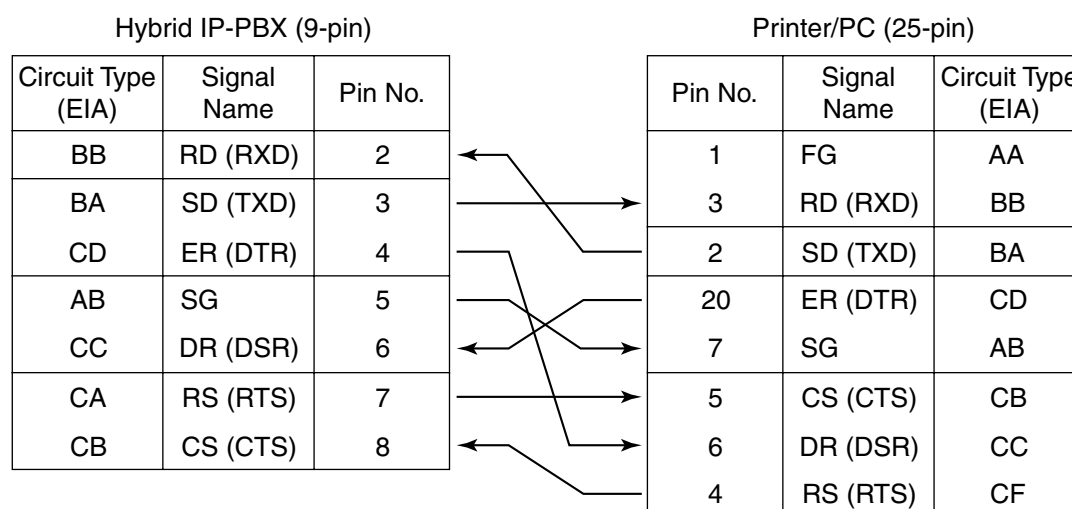 Hybrid IP-PBX (9-pin)
Circuit Type (EIA) Signal Name Pin No.
BB RD (RXD) 2
BA SD (TXD) 3
CD ER (DTR) 4
AB SG 5
CC DR (DSR) 6
CA RS (RTS) 7
CB CS (CTS) 8
Printer/PC (25-pin)
Pin No. Signal Name Circuit Type (EIA)
1 FG AA
3 RD (RXD) BB
2 SD (TXD) BA
20 ER (DTR) CD
7 SG AB
5 CS (CTS) CB
6 DR (DSR) CC
4 RS (RTS) CF